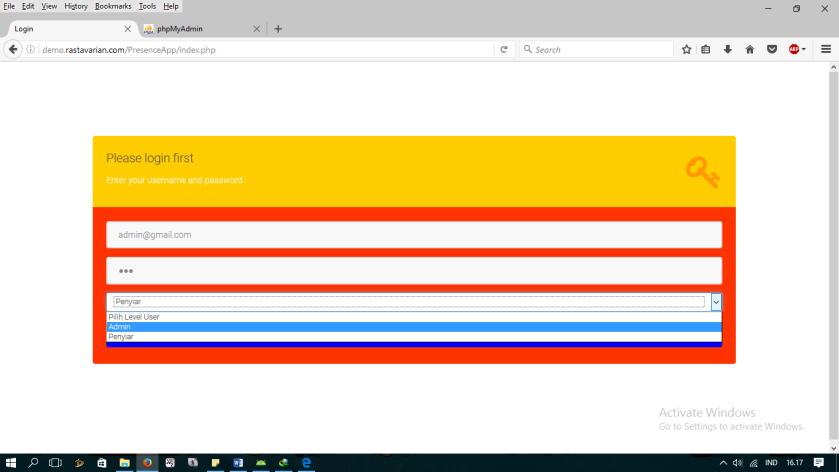 File Edit View History Bookmarks Tools Help
Login
phpMyAdmin
demo.rastavarian.com/PresenceApp/index.php
Search
ABP
Please login first
Enter your username and password :
admin@gmail.com
Penyiar
Pilih Level User
Admin
Penyiar
Activate Windows
Go to Settings to activate Windows.
IND 16.17